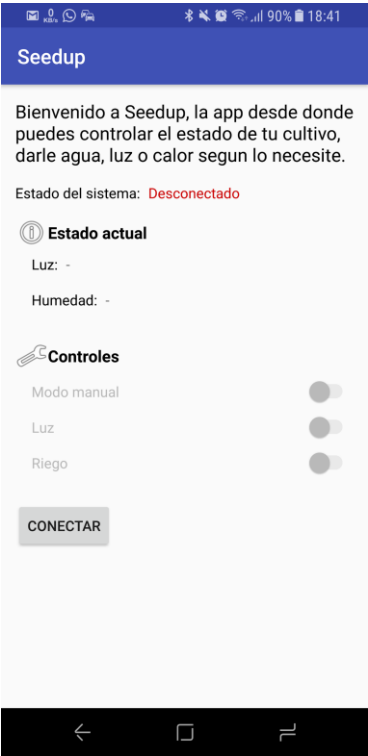 0 KB/s 90% 18:41
Seedup
Bienvenido a Seedup, la app desde donde
puedes controlar el estado de tu cultivo,
darle agua, luz o calor segun lo necesite.
Estado del sistema: Desconectado
Estado actual
Luz: -
Humedad: -
Controles
Modo manual
Luz
Riego
CONECTAR